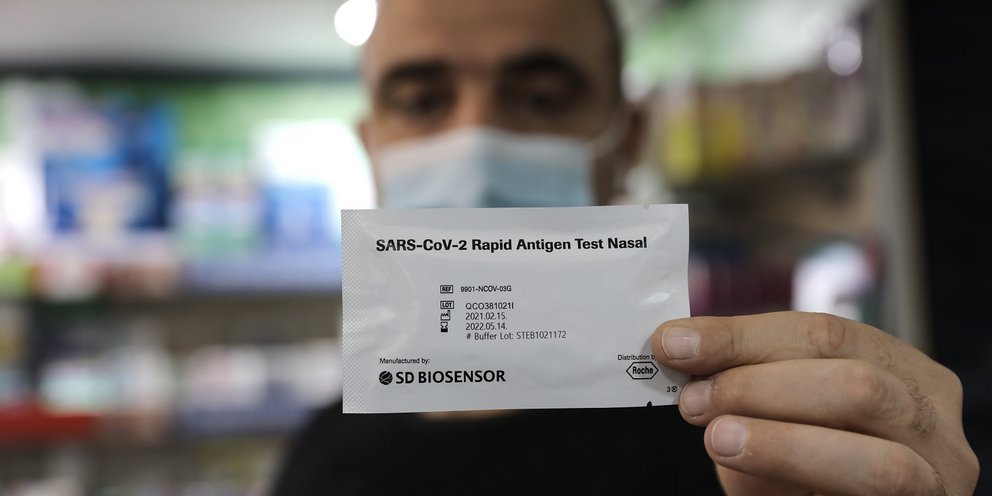 SARS-CoV-2 Rapid Antigen Test Nasal
REF 9901-NCOV-03G
LOT QCO381021I
2021.02.15.
2022.05.14.
# Buffer Lot: STEB1021172
Manufactured by:
SD BIOSENSOR
Distribution by
Roche